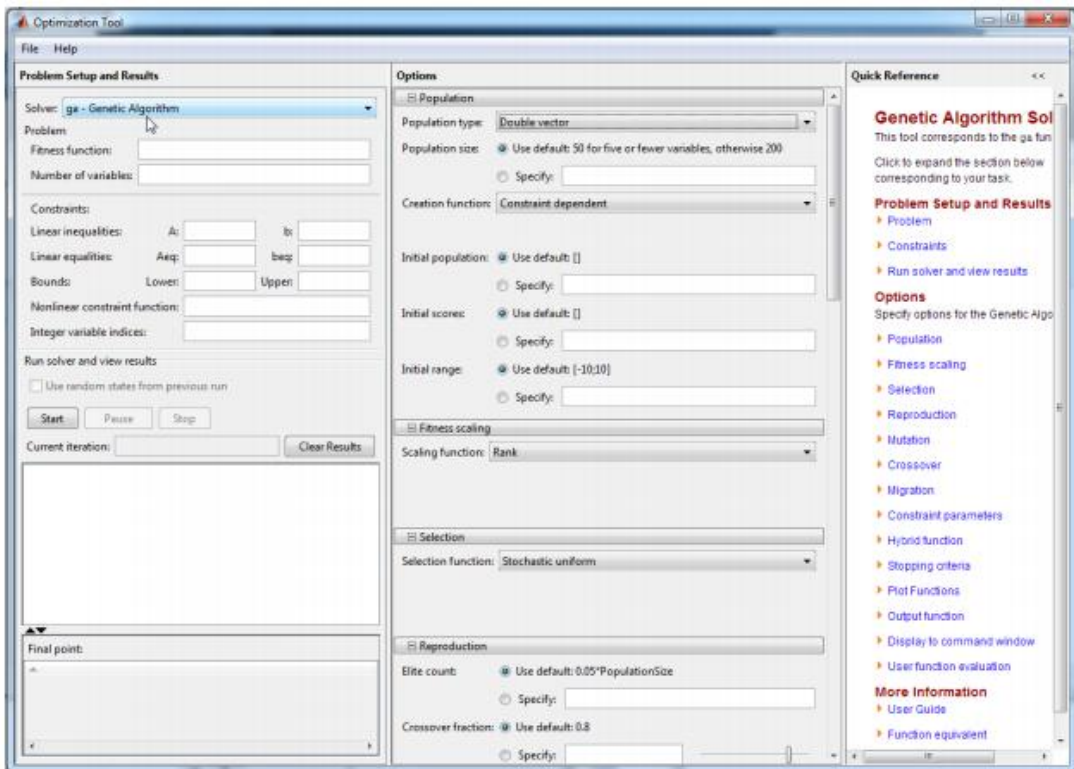 Optimization Tool
File Help
Problem Setup and Results
Solver: ga - Genetic Algorithm
Problem
Fitness function:
Number of variables:
Constraints:
Linear inequalities: A: b:
Linear equalities: Aeq: beq:
Bounds: Lower: Upper:
Nonlinear constraint function:
Integer variable indices:
Run solver and view results
Use random states from previous run
Start Pause Stop
Current iteration: Clear Results
Final point:
Options
Population
Population type: Double vector
Population size: Use default: 50 for five or fewer variables, otherwise 200
Specify:
Creation function: Constraint dependent
Initial population: Use default: []
Specify:
Initial scores: Use default: []
Specify:
Initial range: Use default: [-10;10]
Specify:
Fitness scaling
Scaling function: Rank
Selection
Selection function: Stochastic uniform
Reproduction
Elite count: Use default: 0.05*PopulationSize
Specify:
Crossover fraction: Use default: 0.8
Specify:
Quick Reference <<
Genetic Algorithm Sol
This tool corresponds to the ga fun
Click to expand the section below
corresponding to your task.
Problem Setup and Results
Problem
Constraints
Run solver and view results
Options
Specify options for the Genetic Algo
Population
Fitness scaling
Selection
Reproduction
Mutation
Crossover
Migration
Constraint parameters
Hybrid function
Stopping criteria
Plot Functions
Output function
Display to command window
User function evaluation
More Information
User Guide
Function equivalent